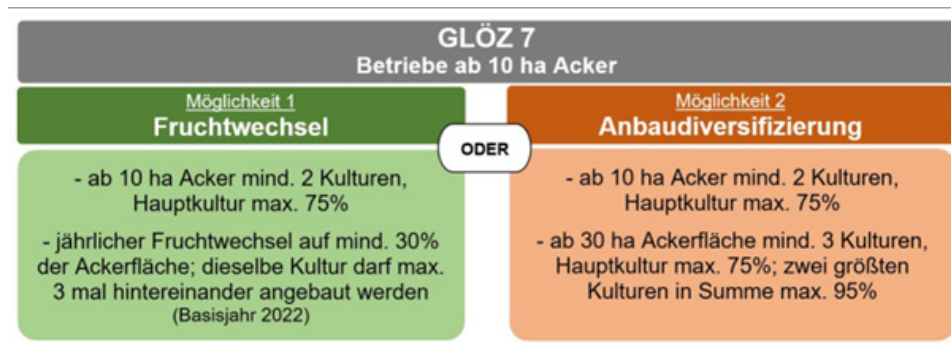 GLÖZ 7
Betriebe ab 10 ha Acker
Möglichkeit 1
Fruchtwechsel
- ab 10 ha Acker mind. 2 Kulturen,
Hauptkultur max. 75%
- jährlicher Fruchtwechsel auf mind. 30%
der Ackerfläche; dieselbe Kultur darf max.
3 mal hintereinander angebaut werden
(Basisjahr 2022)
ODER
Möglichkeit 2
Anbaudiversifizierung
- ab 10 ha Acker mind. 2 Kulturen,
Hauptkultur max. 75%
- ab 30 ha Ackerfläche mind. 3 Kulturen,
Hauptkultur max. 75%; zwei größten
Kulturen in Summe max. 95%